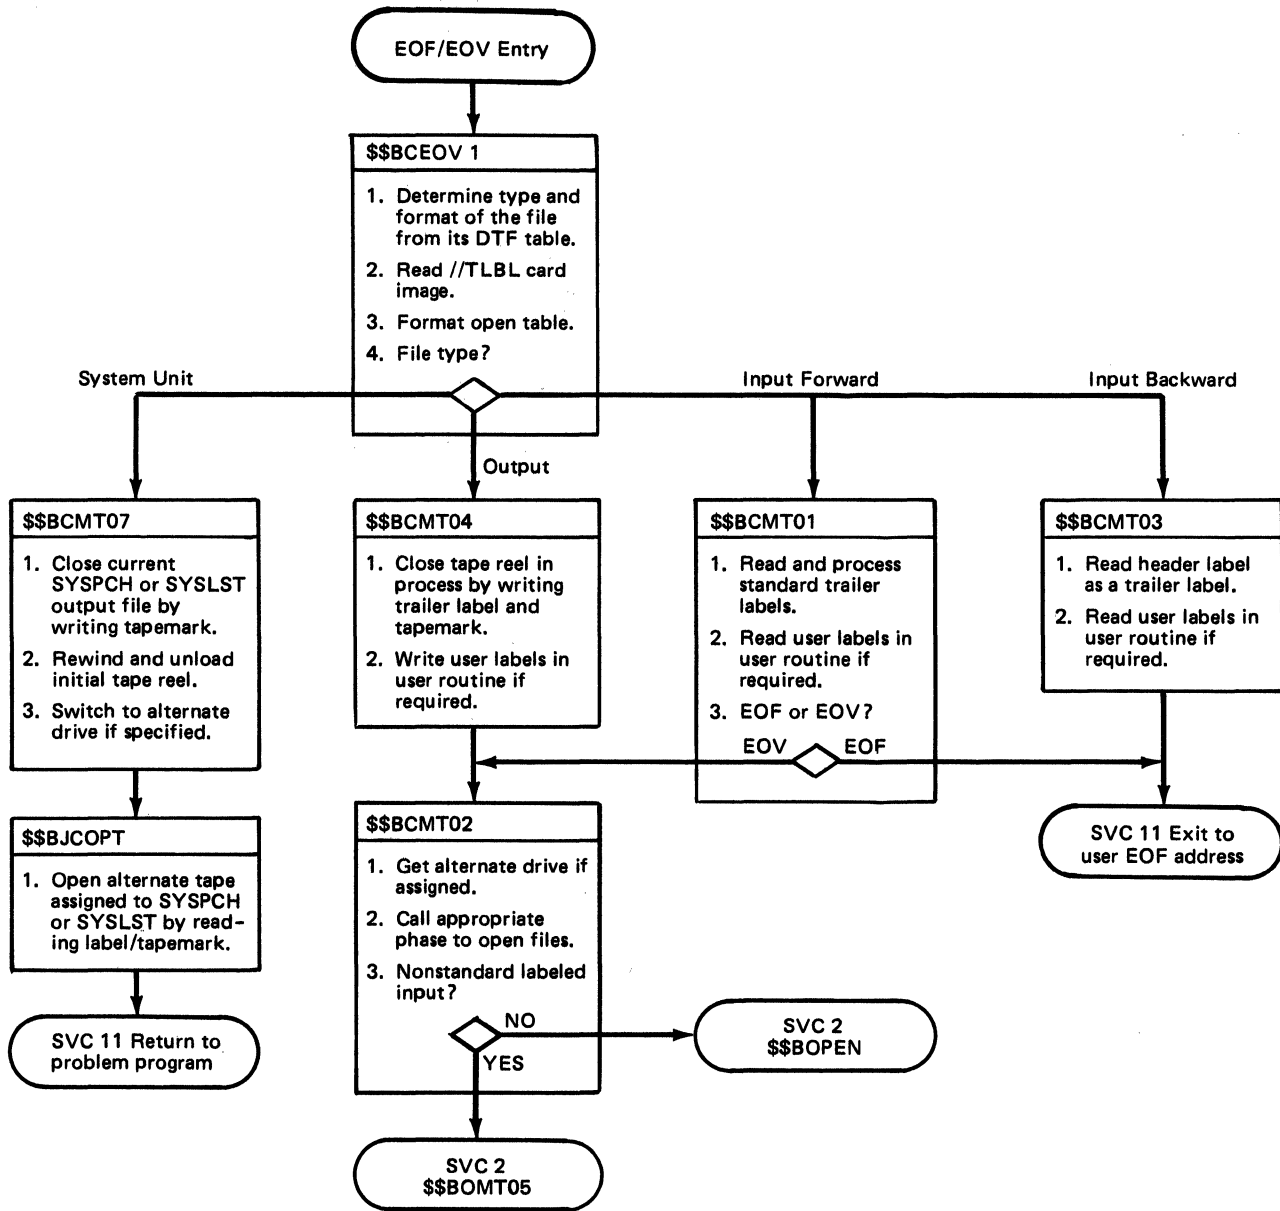 EOF/EOV Entry
$$BCEOV 1
1. Determine type and
format of the file
from its DTF table.
2. Read //TLBL card
image.
3. Format open table.
4. File type?
System Unit
Input Forward
Input Backward
Output
$$BCMT07
1. Close current
SYSPCH or SYSLST
output file by
writing tapemark.
2. Rewind and unload
initial tape reel.
3. Switch to alternate
drive if specified.
$$BCMT04
1. Close tape reel in
process by writing
trailer label and
tapemark.
2. Write user labels in
user routine if
required.
$$BCMT01
1. Read and process
standard trailer
labels.
2. Read user labels in
user routine if
required.
3. EOF or EOV?
EOV
EOF
$$BCMT03
1. Read header label
as a trailer label.
2. Read user labels in
user routine if
required.
$$BJCOPT
1. Open alternate tape
assigned to SYSPCH
or SYSLST by read-
ing label/tapemark.
$$BCMT02
1. Get alternate drive if
assigned.
2. Call appropriate
phase to open files.
3. Nonstandard labeled
input?
NO
YES
SVC 11 Exit to
user EOF address
SVC 11 Return to
problem program
SVC 2
$$BOPEN
SVC 2
$$BOMT05